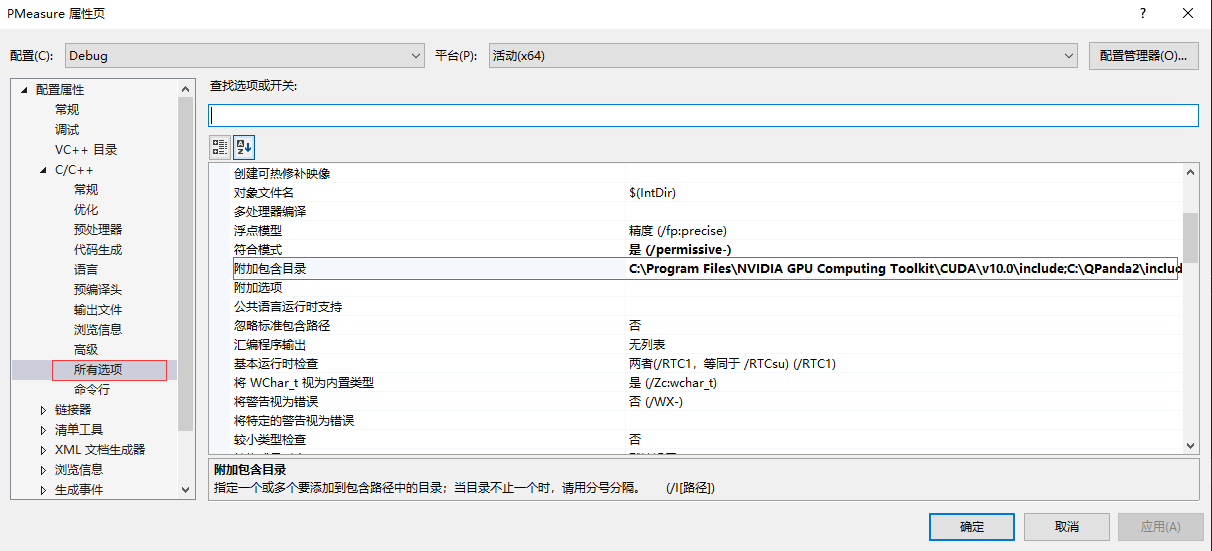 PMeasure 属性页
配置(C): Debug 平台(P): 活动(x64) 配置管理器(O)...
配置属性
常规
调试
VC++ 目录
C/C++
常规
优化
预处理器
代码生成
语言
预编译头
输出文件
浏览信息
高级
所有选项
命令行
链接器
清单工具
XML 文档生成器
浏览信息
生成事件
查找选项或开关:
创建可热修补映像
对象文件名 $(IntDir)
多处理器编译
浮点模型 精度 (/fp:precise)
符合模式 是 (/permissive-)
附加包含目录 C:\Program Files\NVIDIA GPU Computing Toolkit\CUDA\v10.0\include;C:\QPanda2\includ
附加选项
公共语言运行时支持
忽略标准包含路径 否
汇编程序输出 无列表
基本运行时检查 两者(/RTC1，等同于 /RTCsu) (/RTC1)
将 WChar_t 视为内置类型 是 (/Zc:wchar_t)
将警告视为错误 否 (/WX-)
将特定的警告视为错误
较小类型检查 否
附加包含目录
指定一个或多个要添加到包含路径中的目录；当目录不止一个时，请用分号分隔。 (/I[路径])
确定 取消 应用(A)